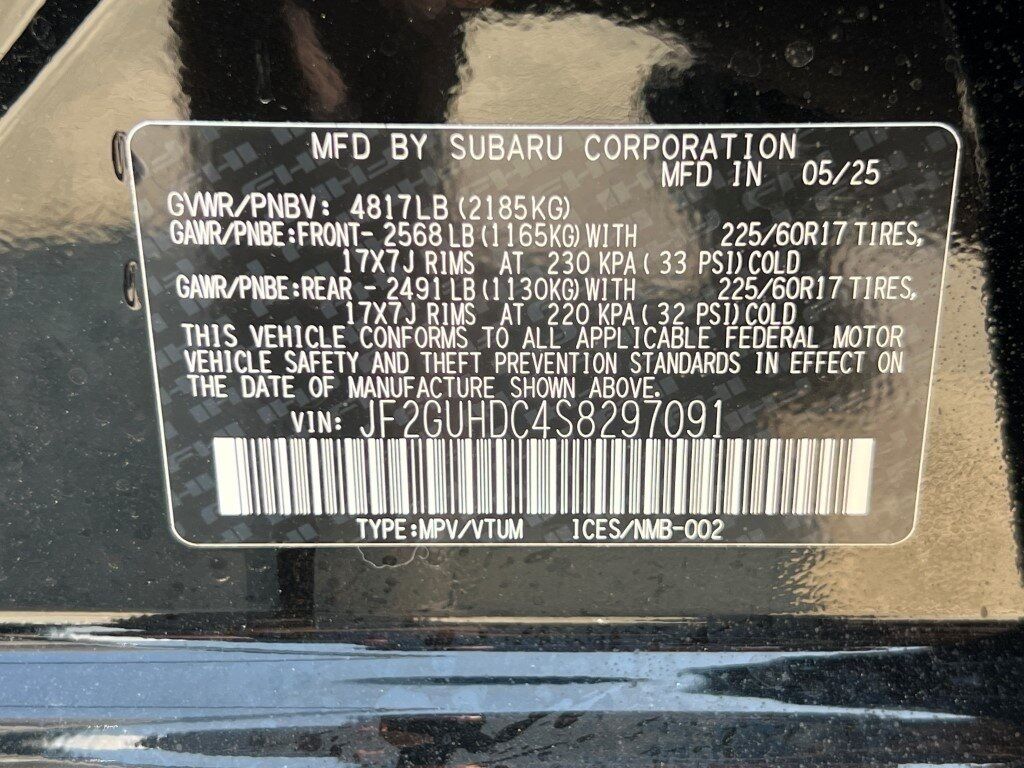 MFD BY SUBARU CORPORATION
MFD IN 05/25
GVWR/PNBV: 4817LB (2185KG)
GAWR/PNBE:FRONT- 2568 LB (1165KG) WITH 225/60R17 TIRES,
17X7J RIMS AT 230 KPA ( 33 PSI) COLD
GAWR/PNBE:REAR - 2491 LB (1130KG) WITH 225/60R17 TIRES,
17X7J RIMS AT 220 KPA ( 32 PSI) COLD
THIS VEHICLE CONFORMS TO ALL APPLICABLE FEDERAL MOTOR
VEHICLE SAFETY AND THEFT PREVENTION STANDARDS IN EFFECT ON
THE DATE OF MANUFACTURE SHOWN ABOVE.
VIN: JF2GUHDC4S8297091
TYPE:MPV/VTUM ICES/NMB-002